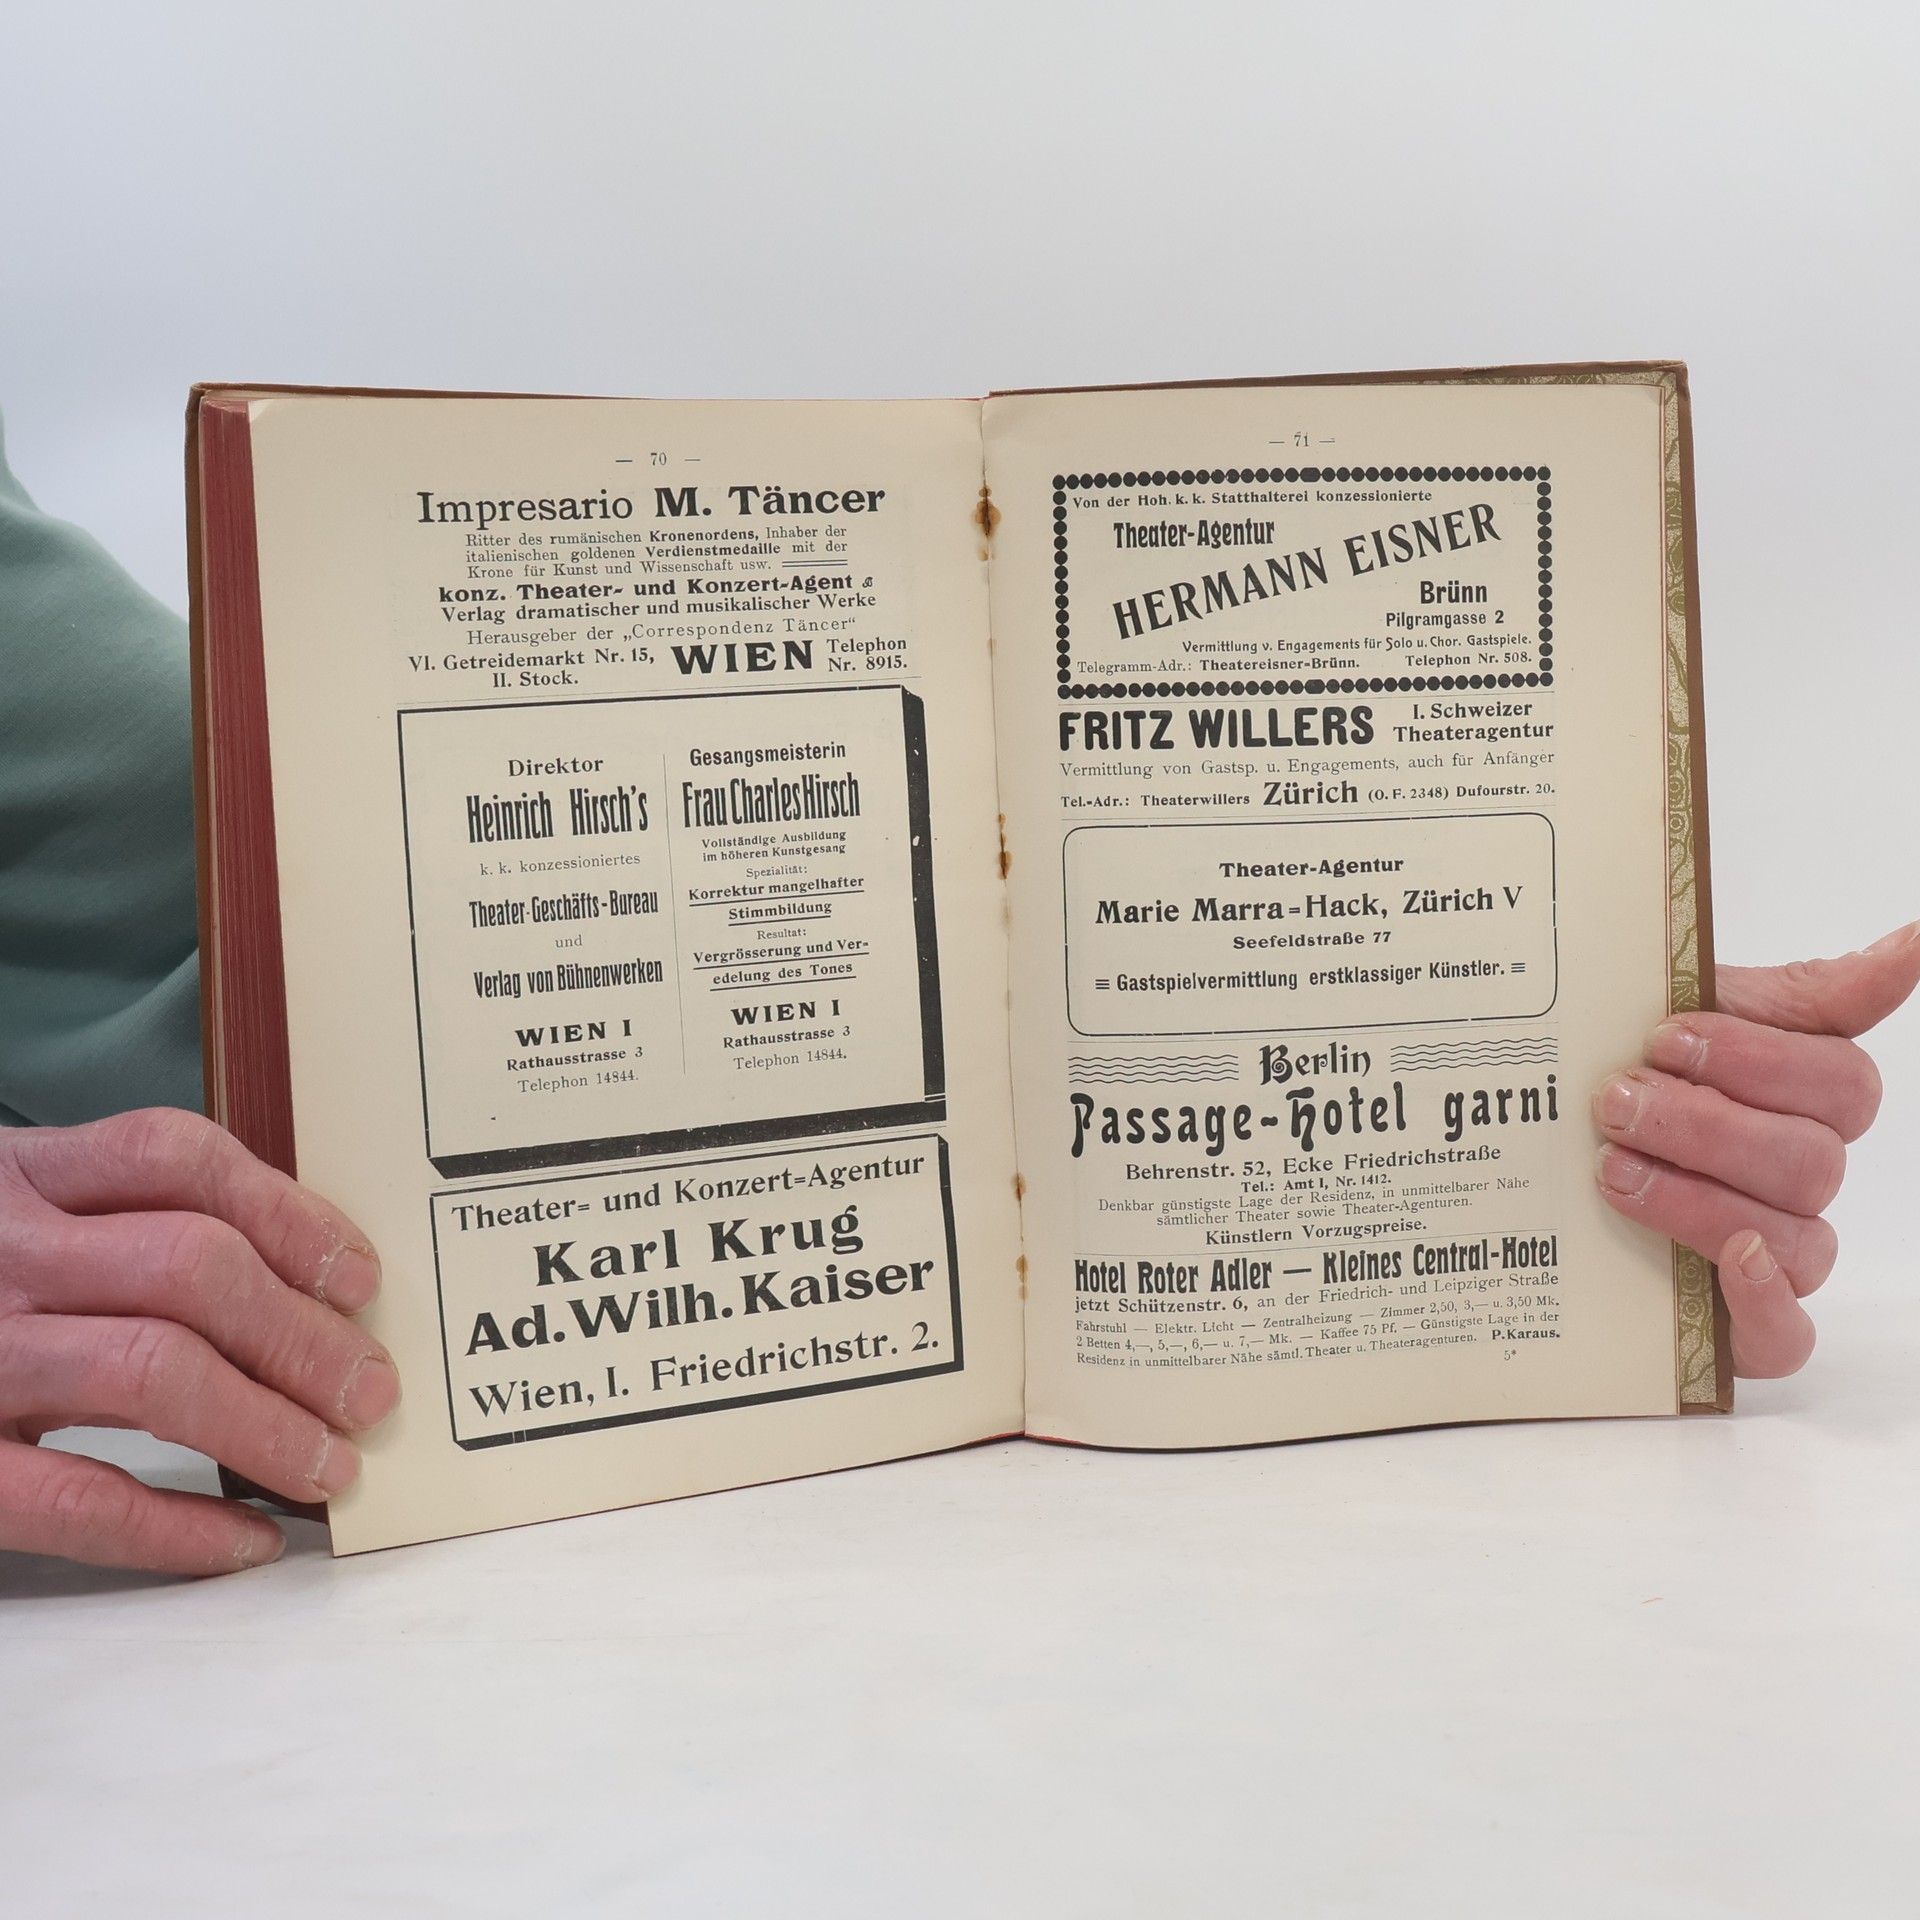 — 70 —
Impresario M. Täncer
Ritter des rumänischen Kronenordens, Inhaber der
italienischen goldenen Verdienstmedaille mit der
Krone für Kunst und Wissenschaft usw.
konz. Theater- und Konzert-Agent
Verlag dramatischer und musikalischer Werke
Herausgeber der „Correspondenz Täncer“
VI. Getreidemarkt Nr. 15,
II. Stock.
WIEN
Telephon
Nr. 8915.
Direktor
Heinrich Hirsch's
k. k. konzessioniertes
Theater-Geschäfts-Bureau
und
Verlag von Bühnenwerken
WIEN I
Rathausstrasse 3
Telephon 14844.
Gesangsmeisterin
Frau Charles Hirsch
Vollständige Ausbildung
im höheren Kunstgesang
Spezialität:
Korrektur mangelhafter
Stimmbildung
Resultat:
Vergrösserung und Ver-
edelung des Tones
WIEN I
Rathausstrasse 3
Telephon 14844.
Theater- und Konzert-Agentur
Karl Krug
Ad. Wilh. Kaiser
Wien, I. Friedrichstr. 2.
— 71 —
Von der Hoh. k. k. Statthalterei konzessionierte
Theater-Agentur
HERMANN EISNER
Brünn
Pilgramgasse 2
Vermittlung v. Engagements für Solo u. Chor. Gastspiele.
Telegramm-Adr.: Theatereisner-Brünn. Telephon Nr. 508.
FRITZ WILLERS
I. Schweizer
Theateragentur
Vermittlung von Gastsp. u. Engagements, auch für Anfänger
Tel.-Adr.: Theaterwillers Zürich (O. F. 2348) Dufourstr. 20.
Theater-Agentur
Marie Marra-Hack, Zürich V
Seefeldstraße 77
≡ Gastspielvermittlung erstklassiger Künstler. ≡
Berlin
Passage-Hotel garni
Behrenstr. 52, Ecke Friedrichstraße
Tel.: Amt I, Nr. 1412.
Denkbar günstigste Lage der Residenz, in unmittelbarer Nähe
sämtlicher Theater sowie Theater-Agenturen.
Künstlern Vorzugspreise.
Hotel Roter Adler — Kleines Central-Hotel
jetzt Schützenstr. 6, an der Friedrich- und Leipziger Straße
Fahrstuhl — Elektr. Licht — Zentralheizung — Zimmer 2,50, 3,— u. 3,50 Mk.
2 Betten 4,—, 5,—, 6,— u. 7,— Mk. — Kaffee 75 Pf. — Günstigste Lage in der
Residenz in unmittelbarer Nähe sämtl. Theater u. Theateragenturen. P. Karaus.
5*